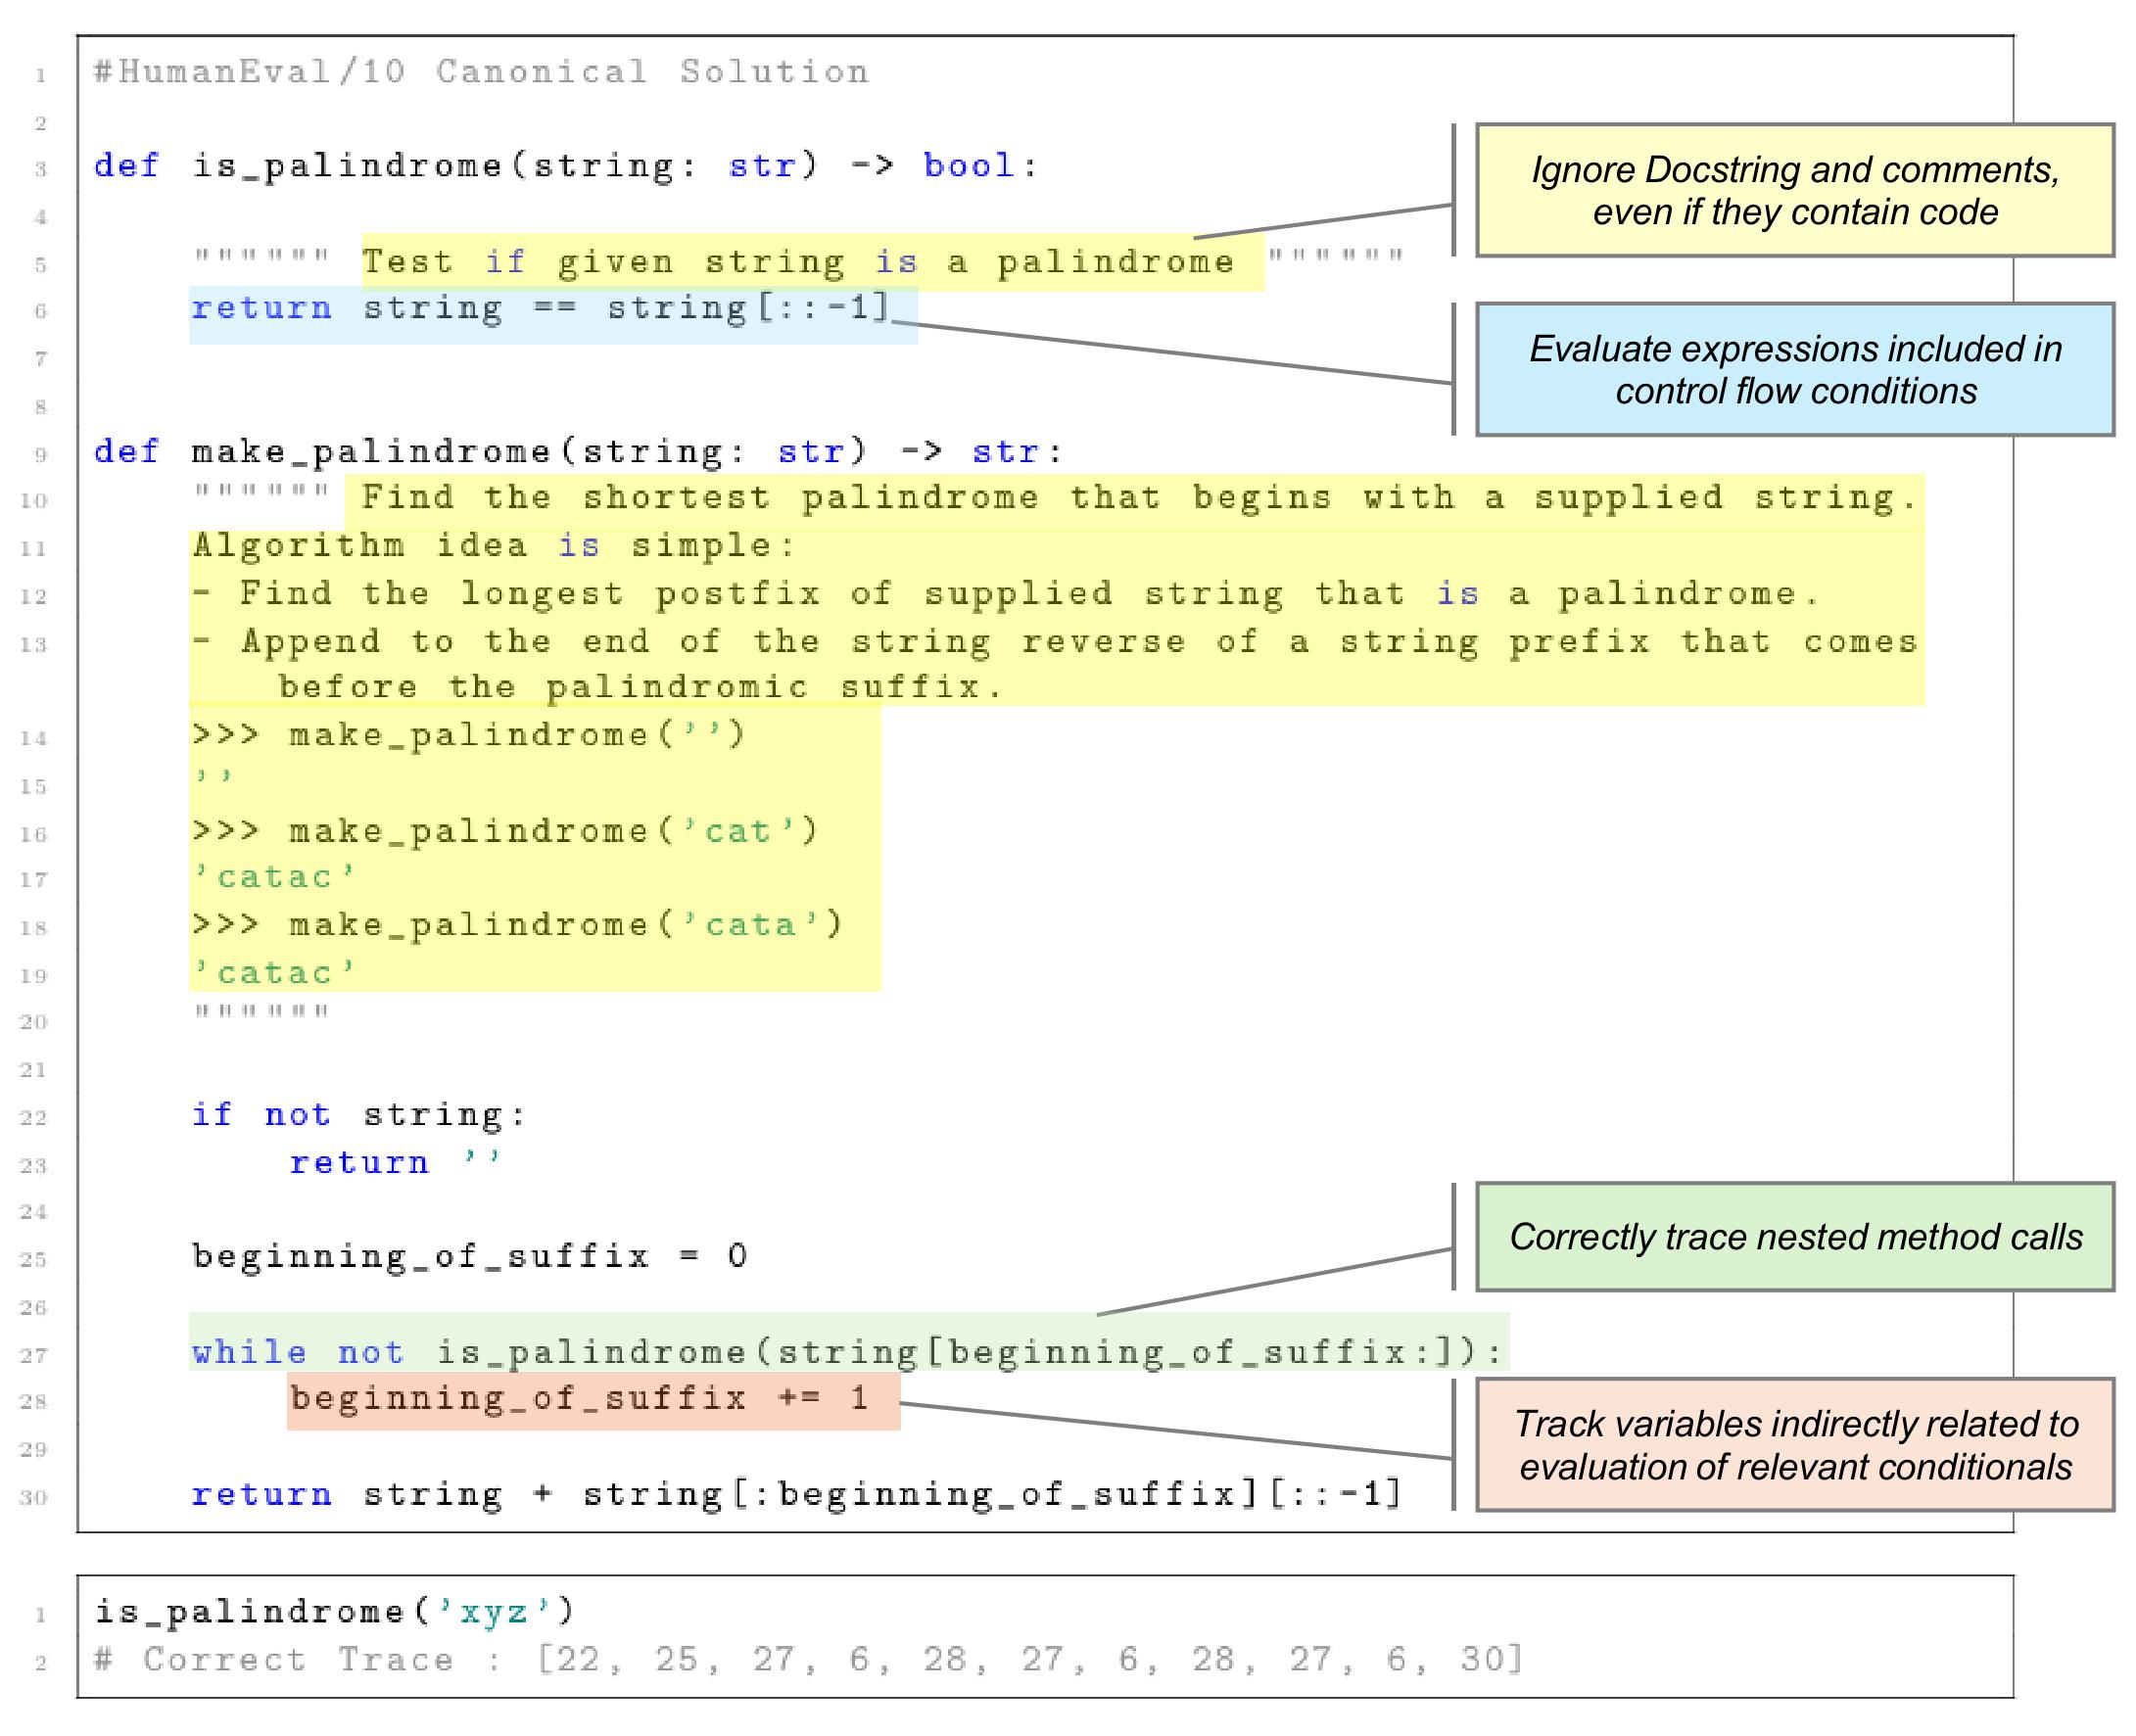 1 #HumanEval/10 Canonical Solution
2
3 def is_palindrome(string: str) -> bool:
4
5     """""" Test if given string is a palindrome """"""
6     return string == string[::-1]
7
8
9 def make_palindrome(string: str) -> str:
10     """""" Find the shortest palindrome that begins with a supplied string.
11     Algorithm idea is simple:
12     - Find the longest postfix of supplied string that is a palindrome.
13     - Append to the end of the string reverse of a string prefix that comes
before the palindromic suffix.
14     >>> make_palindrome('')
15     ''
16     >>> make_palindrome('cat')
17     'catac'
18     >>> make_palindrome('cata')
19     'catac'
20     """"""
21
22     if not string:
23         return ''
24
25     beginning_of_suffix = 0
26
27     while not is_palindrome(string[beginning_of_suffix:]):
28         beginning_of_suffix += 1
29
30     return string + string[:beginning_of_suffix][::-1]
Ignore Docstring and comments,
even if they contain code
Evaluate expressions included in
control flow conditions
Correctly trace nested method calls
Track variables indirectly related to
evaluation of relevant conditionals
1 is_palindrome('xyz')
2 # Correct Trace : [22, 25, 27, 6, 28, 27, 6, 28, 27, 6, 30]